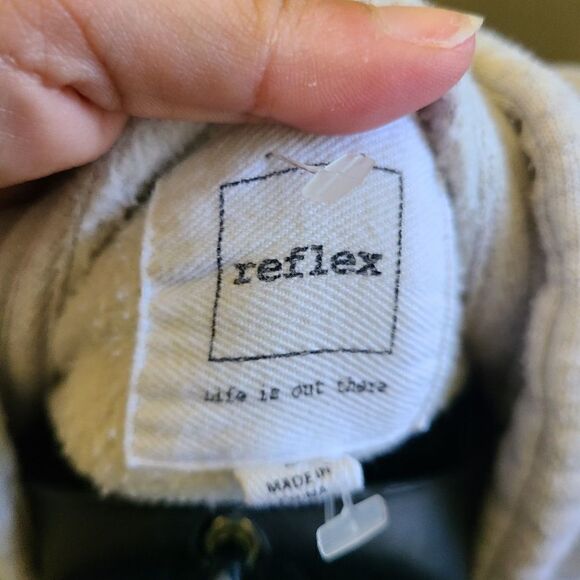 reflex
Life is out there
MADE IN